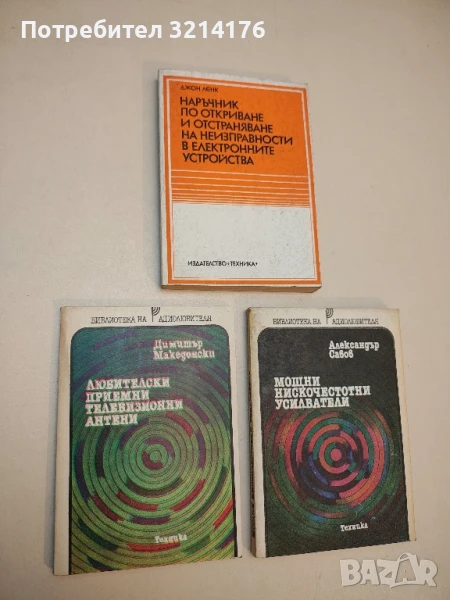 Потребител 3214176
ДЖОН ЛЕНК
НАРЪЧНИК
ПО ОТКРИВАНЕ
И ОТСТРАНЯВАНЕ
НА НЕИЗПРАВНОСТИ
В ЕЛЕКТРОННИТЕ
УСТРОЙСТВА
ИЗДАТЕЛСТВО•ТЕХНИКА•
БИБЛИОТЕКА НА РАДИОЛЮБИТЕЛЯ
Димитър
Македонски
ЛЮБИТЕЛСКИ
ПРИЕМНИ
ТЕЛЕВИЗИОННИ
АНТЕНИ
Техника
БИБЛИОТЕКА НА РАДИОЛЮБИТЕЛЯ
Александър
Савов
МОЩНИ
НИСКОЧЕСТОТНИ
УСИЛВАТЕЛИ
Техника
BAZAR